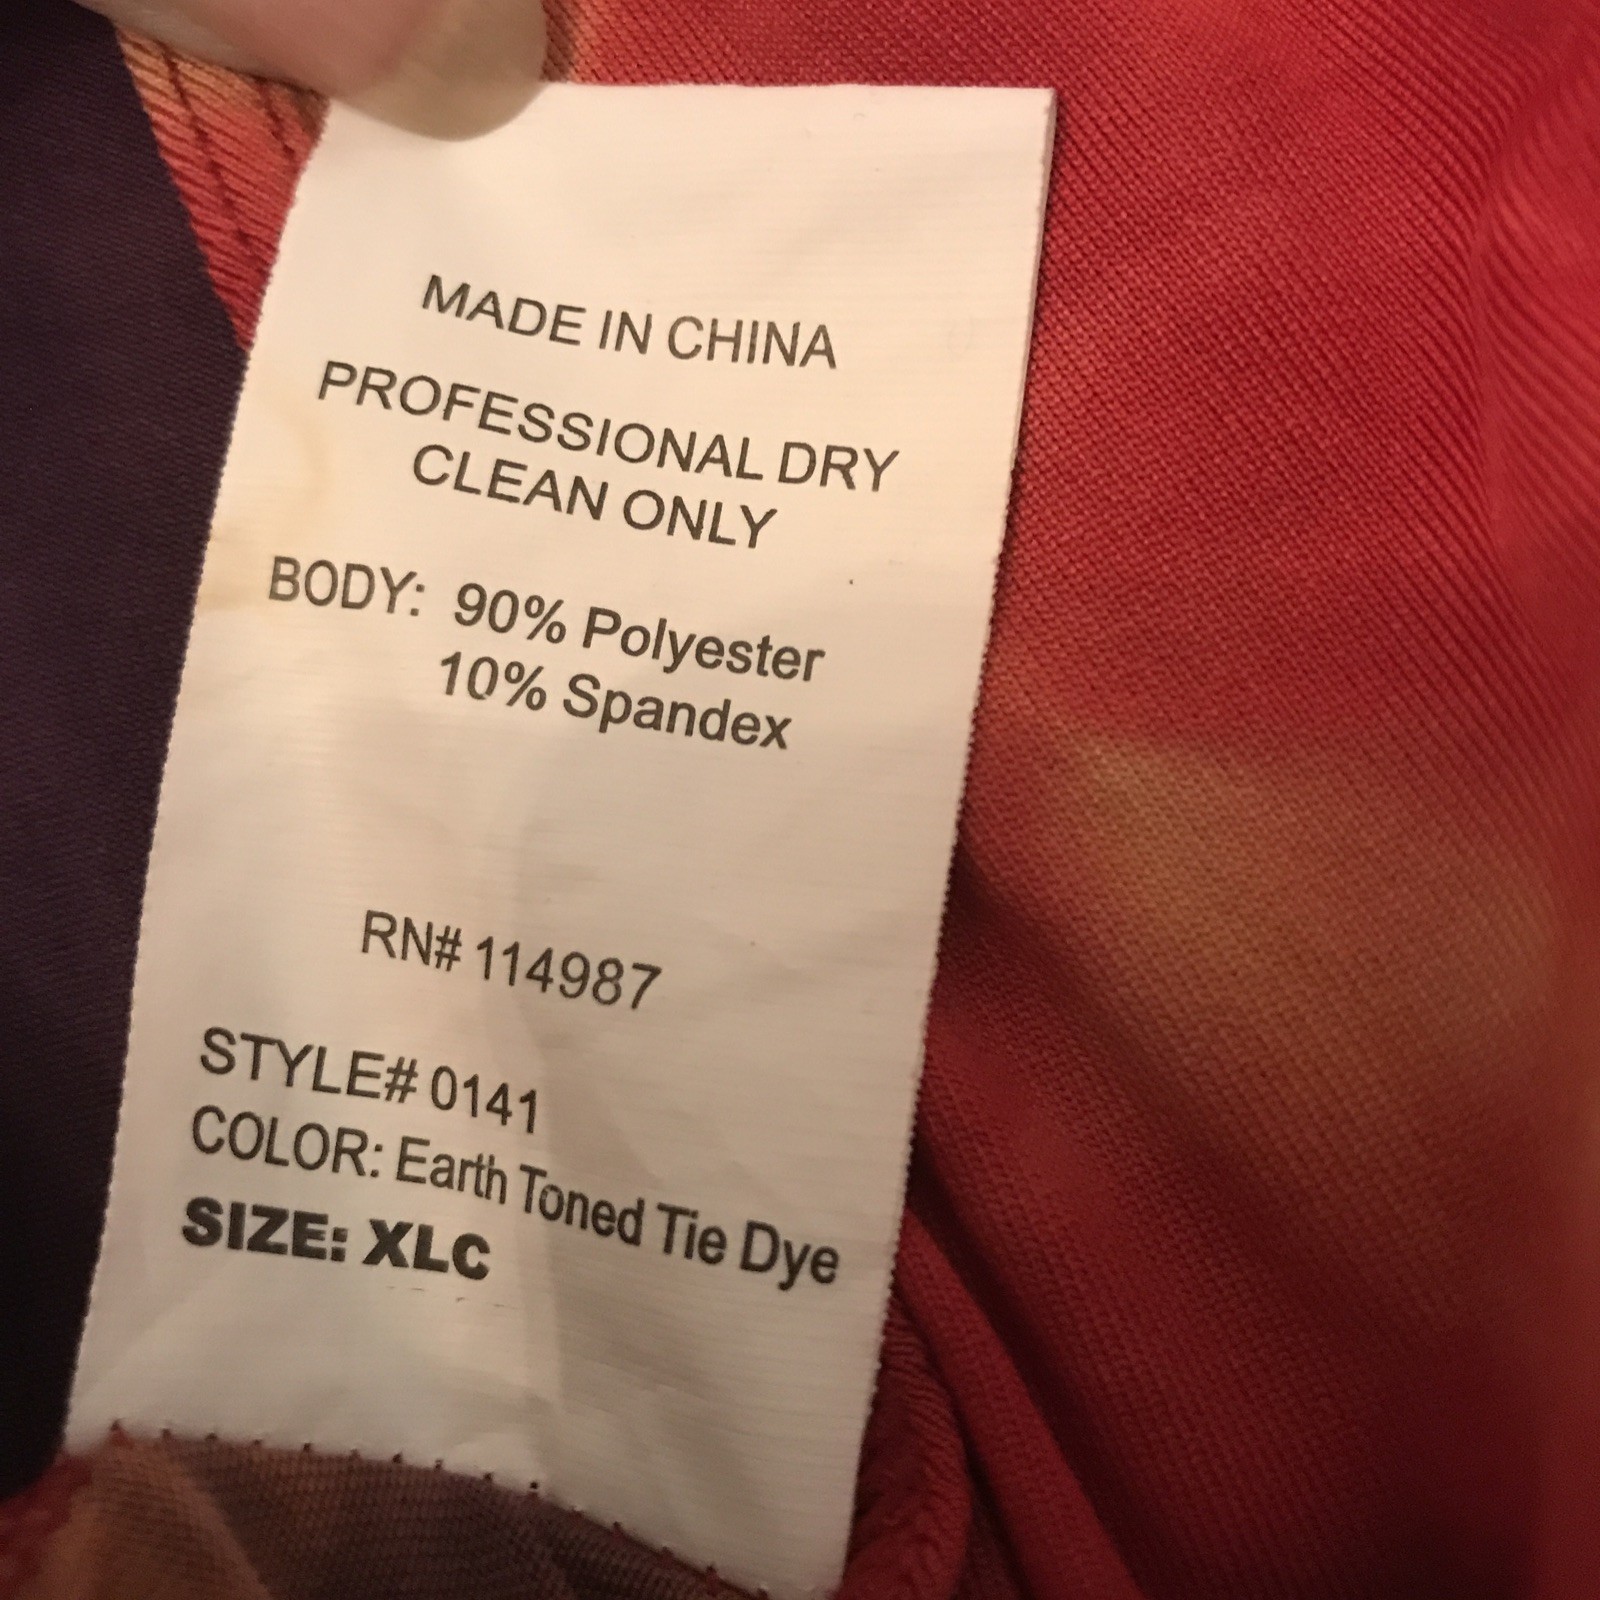 MADE IN CHINA
PROFESSIONAL DRY
CLEAN ONLY
BODY: 90% Polyester
10% Spandex
RN# 114987
STYLE# 0141
COLOR: Earth Toned Tie Dye
SIZE: XLC